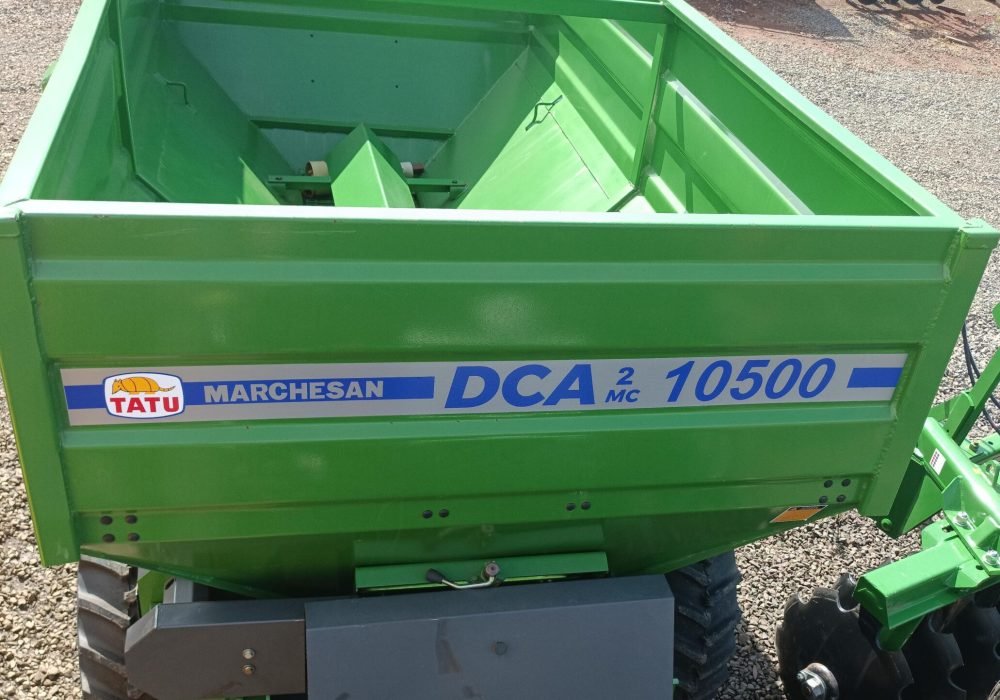 TATU MARCHESAN DCA 2 MC 10500